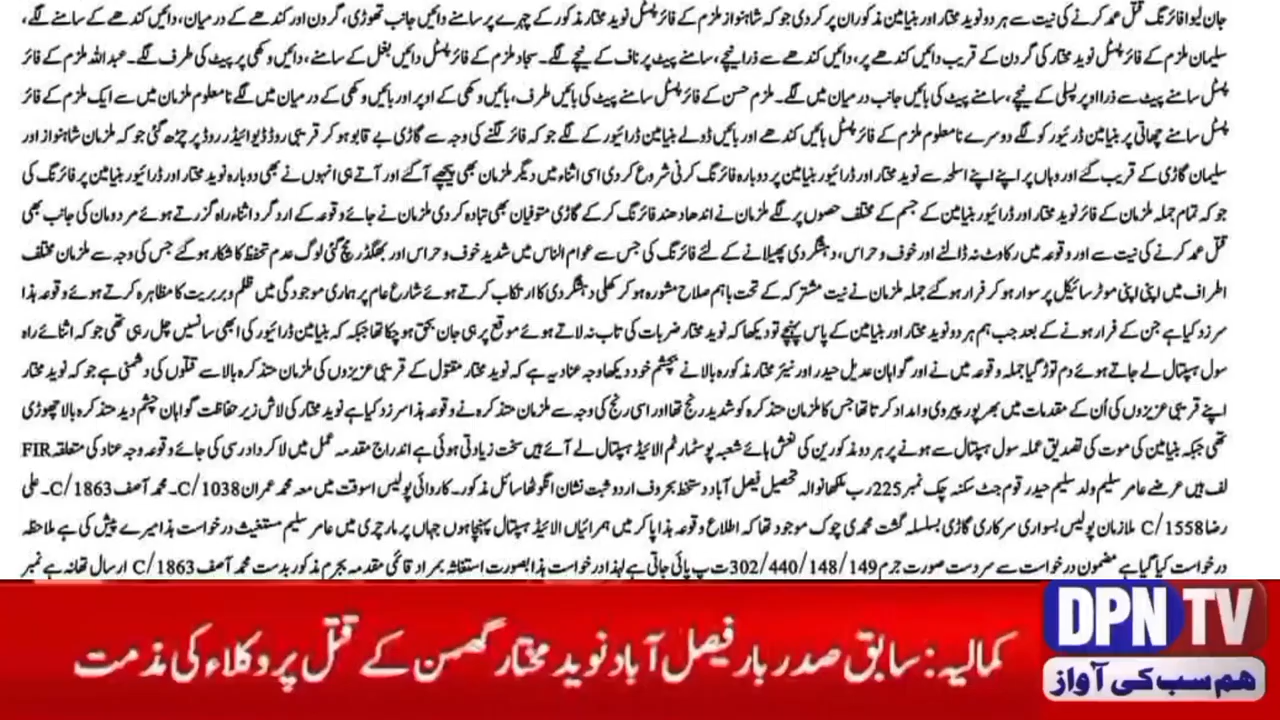 جان لیوا فائرنگ قتل عمد کرنے کی نیت سے ہر دو نوید مختار اور بنیامین مذکوران پر کر دی جو کہ شاہنواز ملزم کے فائر پسٹل نوید مختار مذکور کے چہرے پر سامنے دائیں جانب تھوڑی، گردن اور کندھے کے درمیان، دائیں کندھے کے سامنے لگے،
سلیمان ملزم کے فائر پسٹل نوید مختار کی گردن کے قریب دائیں کندھے پر، دائیں کندھے سے ذرا نیچے، سامنے پیٹ پر ناف کے نیچے لگے۔ سجاد ملزم کے فائر پسٹل دائیں بغل کے سامنے، دائیں وکھی پر پیٹ کی طرف لگے۔ عبداللہ ملزم کے فائر
پسٹل سامنے پیٹ سے ذرا اوپر پسلی کے نیچے، سامنے پیٹ کی بائیں جانب درمیان میں لگے۔ ملزم حسن کے فائر پسٹل سامنے پیٹ کی بائیں طرف، بائیں وکھی کے اوپر اور بائیں وکھی کے درمیان میں لگے نامعلوم ملزمان میں سے ایک ملزم کے فائر
پسٹل سامنے چھاتی پر بنیامین ڈرائیور کو لگے دوسرے نامعلوم ملزم کے فائر پسٹل بائیں کندھے اور بائیں ڈولے بنیامین ڈرائیور کے لگے جو کہ فائر لگنے کی وجہ سے گاڑی بے قابو ہو کر قریبی روڈ ڈیوائیڈر روڈ پر چڑھ گئی جو کہ ملزمان شاہنواز اور
سلیمان گاڑی کے قریب گئے اور وہاں پر اپنے اپنے اسلحہ سے نوید مختار اور ڈرائیور بنیامین پر دوبارہ فائرنگ کرنی شروع کر دی اسی اثناء میں دیگر ملزمان بھی پیچھے آگئے اور آتے ہی انہوں نے بھی دوبارہ نوید مختار اور ڈرائیور بنیامین پر فائرنگ کی
جو کہ تمام جملہ ملزمان کے فائر نوید مختار اور ڈرائیور بنیامین کے جسم کے مختلف حصوں پر لگے ملزمان نے اندھا دھند فائرنگ کر کے گاڑی متوفیان بھی تباہ کر دی ملزمان نے جائے وقوعہ کے ارد گرد اثناء راہ گزرتے ہوئے مردومان کی جانب بھی
قتل عمد کرنے کی نیت سے اور وقوعہ میں رکاوٹ نہ ڈالنے اور خوف و حراس، دہشگردی پھیلانے کے لئے فائرنگ کی جس سے عوام الناس میں شدید خوف و حراس اور بھگدڑ مچ گئی لوگ عدم تحفظ کا شکار ہو گئے جس کی وجہ سے ملزمان مختلف
اطراف میں اپنی اپنی موٹر سائیکل پر سوار ہو کر فرار ہو گئے جملہ ملزمان نے نیت مشترکہ کے تحت باہم صلاح مشورہ ہو کر کھلی دہشگردی کا ارتکاب کرتے ہوئے شارع عام پر ہماری موجودگی میں ظلم و بربریت کا مظاہرہ کرتے ہوئے وقوعہ ہذا
سرزد کیا ہے جن کے فرار ہونے کے بعد جب ہم ہر دو نوید مختار اور بنیامین کے پاس پہنچے تو دیکھا کہ نوید مختار ضربات کی تاب نہ لاتے ہوئے موقع پر ہی جان بحق ہو چکا تھا جبکہ کہ بنیامین ڈرائیور کی ابھی سانسیں چل رہی تھی جو کہ اثنائے راہ
سول ہسپتال لے جاتے ہوئے دم توڑ گیا جملہ وقوعہ میں نے اور گواہان عدیل حیدر اور نیئر مختار مذکورہ بالا نے بچشم خود دیکھا وجہ عناد یہ ہے کہ نوید مختار مقتول کے قریبی عزیزوں کی ملزمان متذکرہ بالا سے قتلوں کی دشمنی ہے جو کہ نوید مختار
اپنے قریبی عزیزوں کی اُن کے مقدمات میں بھرپور پیروی و امداد کرتا تھا جس کا ملزمان متذکرہ کو شدید رنج تھا اور اسی رنج کی وجہ سے ملزمان متذکرہ نے وقوعہ ہذا سرزد کیا ہے نوید مختار کی لاش زیر حفاظت گواہان چشم دید متذکرہ بالا چھوڑی
تھی جبکہ بنیامین کی موت کی تصدیق عملہ سول ہسپتال سے ہونے پر ہر دو مذکورین کی نعش ہائے شعبہ پوسٹمارٹم الائیڈ ہسپتال لے آئے ہیں سخت زیادتی ہوئی ہے اندراج مقدمہ عمل میں لا کر دادرسی کی جائے وقوعہ وجہ عناد کی متعلقہ FIR
لف ہیں عرضے عامر سلیم ولد سلیم حیدر قوم جٹ سکنہ چک نمبر 225 رب ملکھانوالہ تحصیل فیصل آباد دستخط بحروف اردو ثبت نشان انگوٹھا سائل مذکور۔ کاروائی پولیس اسوقت میں معہ محمد عمران 1038/C۔ محمد آصف 1863/C۔ علی
رضا 1558/C ملازمان پولیس بسواری سرکاری گاڑی بسلسلہ گشت محمدی چوک موجود تھا کہ اطلاع وقوعہ ہذا پا کر میں ہمرائیاں الائیڈ ہسپتال پہنچا ہوں جہاں پر مارچری میں عامر سلیم مستغیث درخواست ہذا میرے پیش کی ہے ملاحظہ
درخواست کیا گیا ہے مضمون درخواست سے سردست صورت جرم 302/440/148/149 ت پ پائی جاتی ہے لہذا درخواست ہذا بصورت استغاثہ بمراد قائمی مقدمہ بجرم مذکور بدست محمد آصف 1863/C ارسال تھانہ ہے نمبر
کمالیہ: سابق صدر بار فیصل آباد نوید مختار گھمن کے قتل پر وکلاء کی مذمت
DPN TV
ھم سب کی آواز